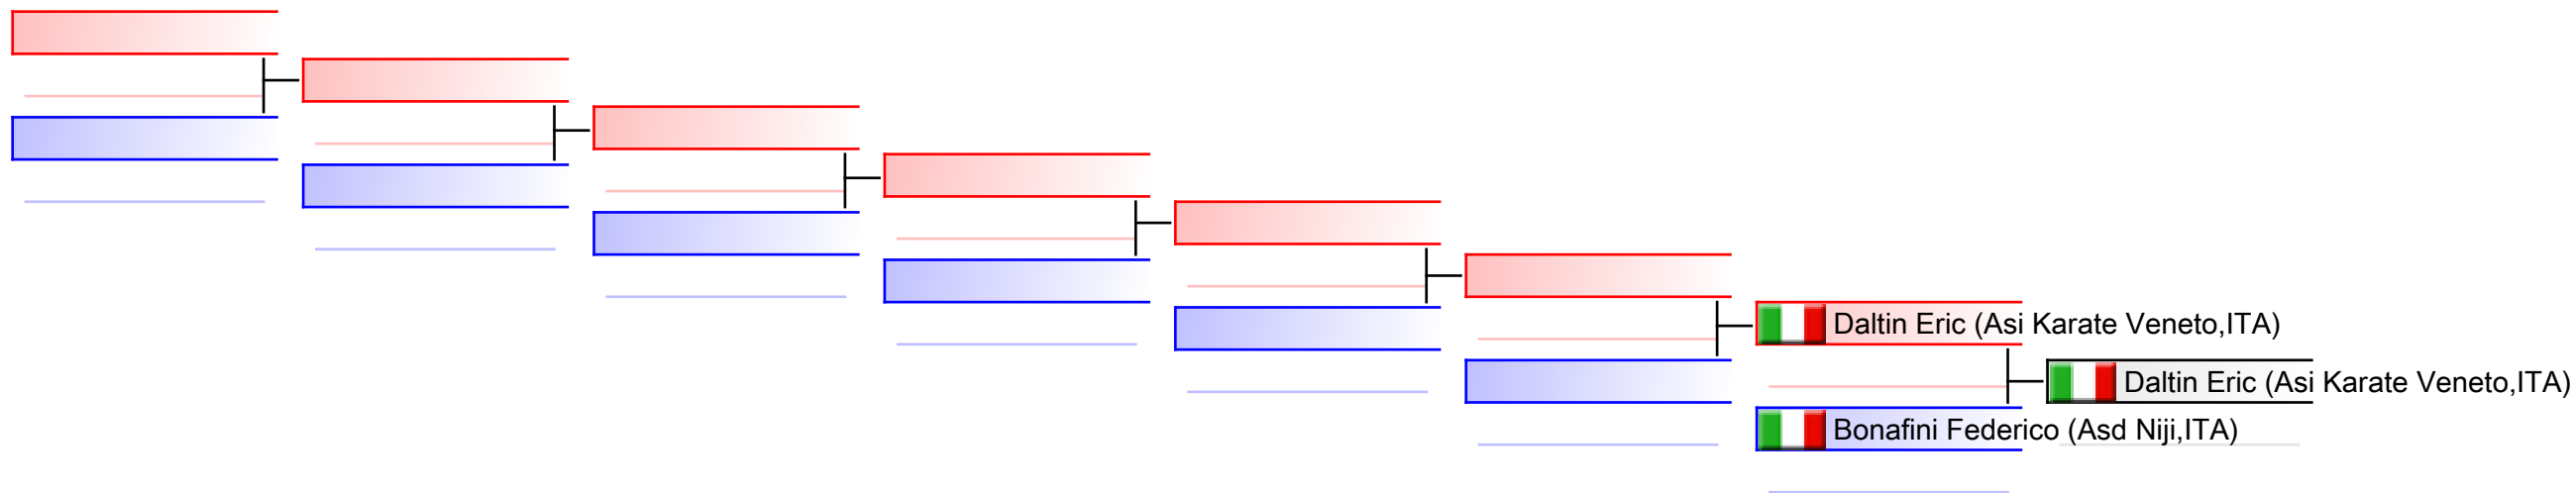 Daltin Eric (Asi Karate Veneto,ITA)
Daltin Eric (Asi Karate Veneto,ITA)
Bonafini Federico (Asd Niji,ITA)